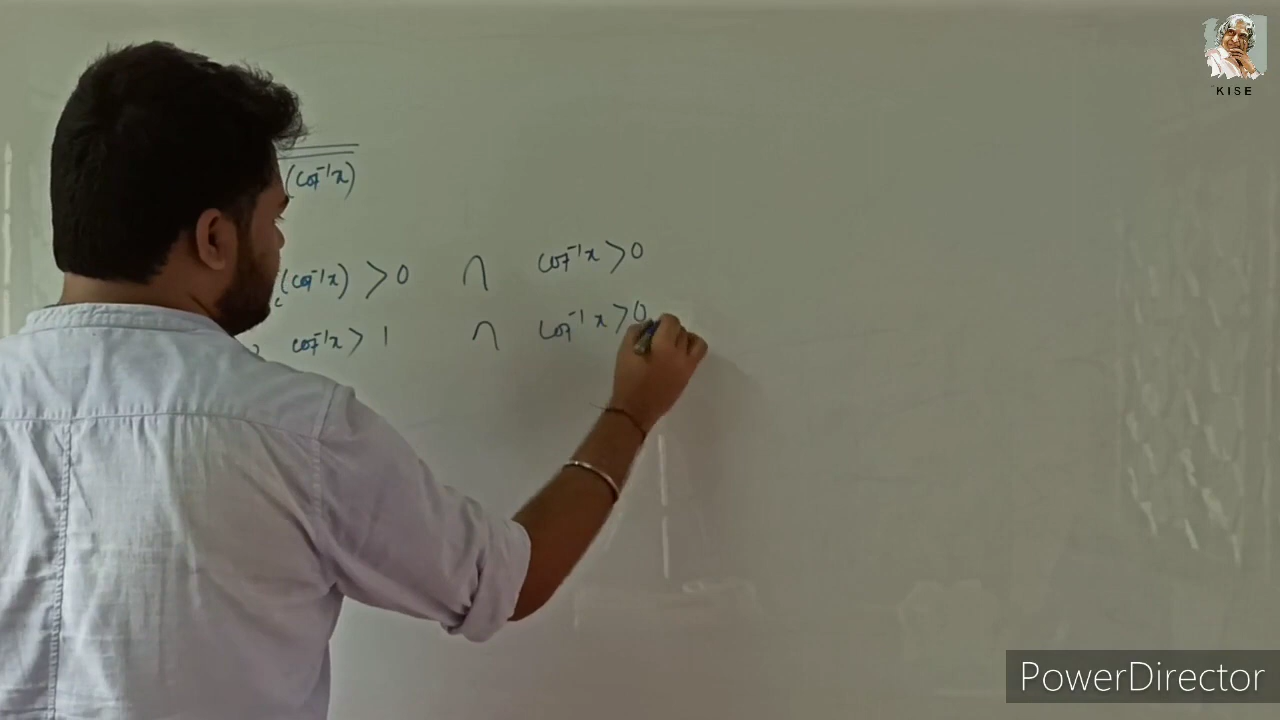 KISE
(cot⁻¹x)
(cot⁻¹x) > 0 ∩ cot⁻¹x > 0
cot⁻¹x > 1 ∩ cot⁻¹x > 0
PowerDirector